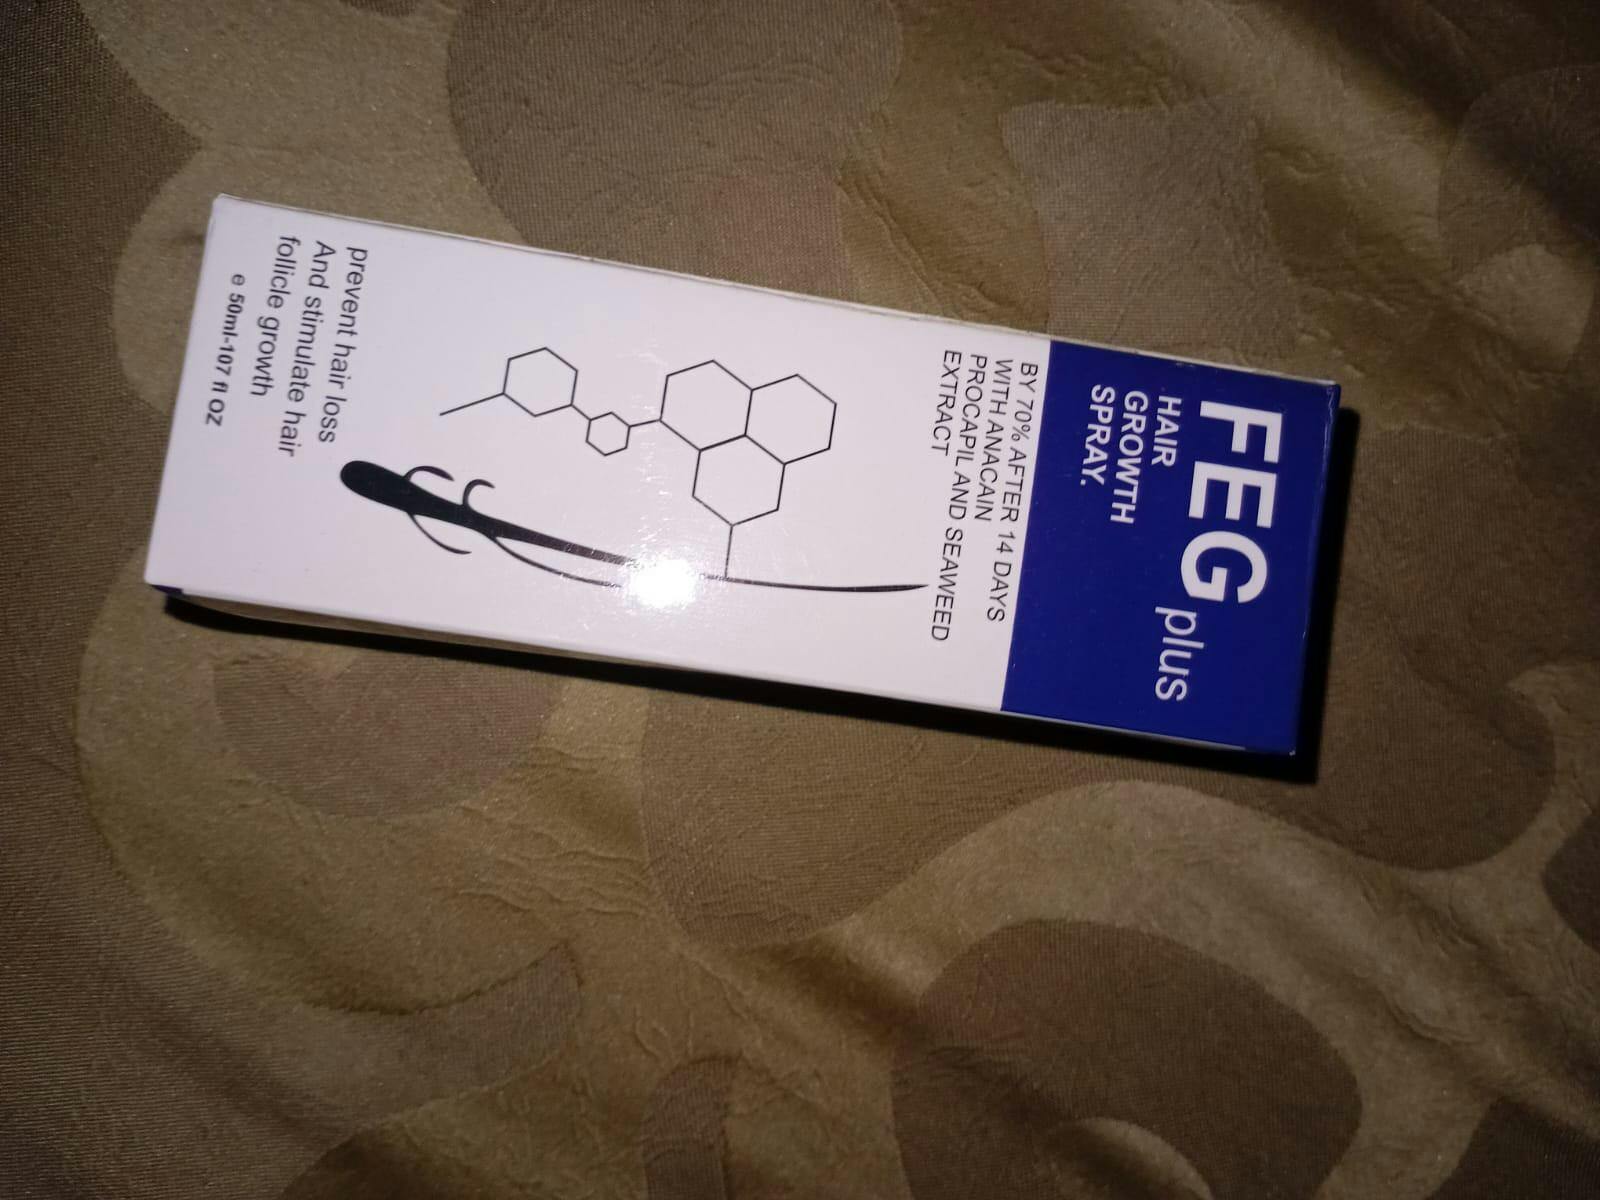 FEG plus
HAIR
GROWTH
SPRAY.
BY 70% AFTER 14 DAYS
WITH ANACAIN
PROCAPIL AND SEAWEED
EXTRACT
prevent hair loss
And stimulate hair
follicle growth
e 50ml-107 fl OZ